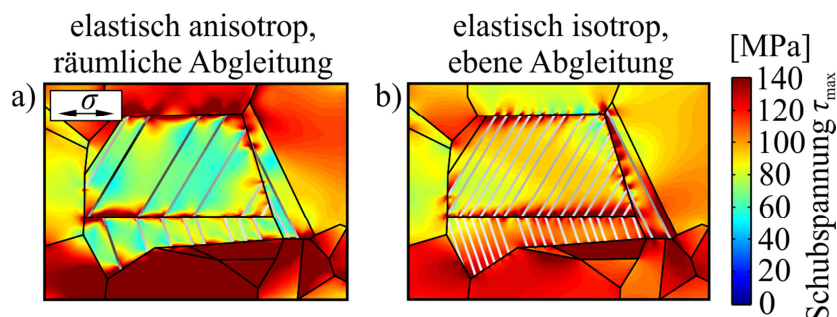 elastisch anisotrop,
räumliche Abgleitung
elastisch isotrop,
ebene Abgleitung
[MPa]
a)
σ
b)
140
120
100
80
60
40
20
0
Schubspannung τmax